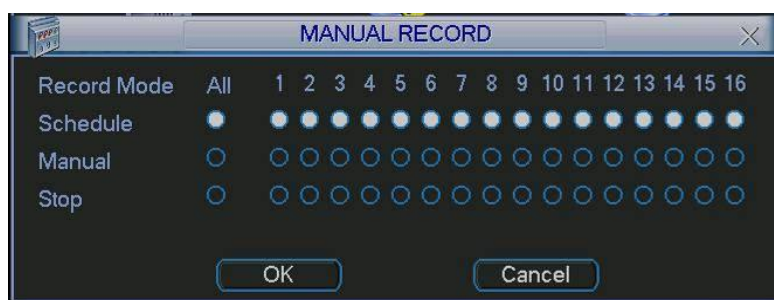 MANUAL RECORD
Record Mode All 1 2 3 4 5 6 7 8 9 10 11 12 13 14 15 16
Schedule
Manual
Stop
OK Cancel